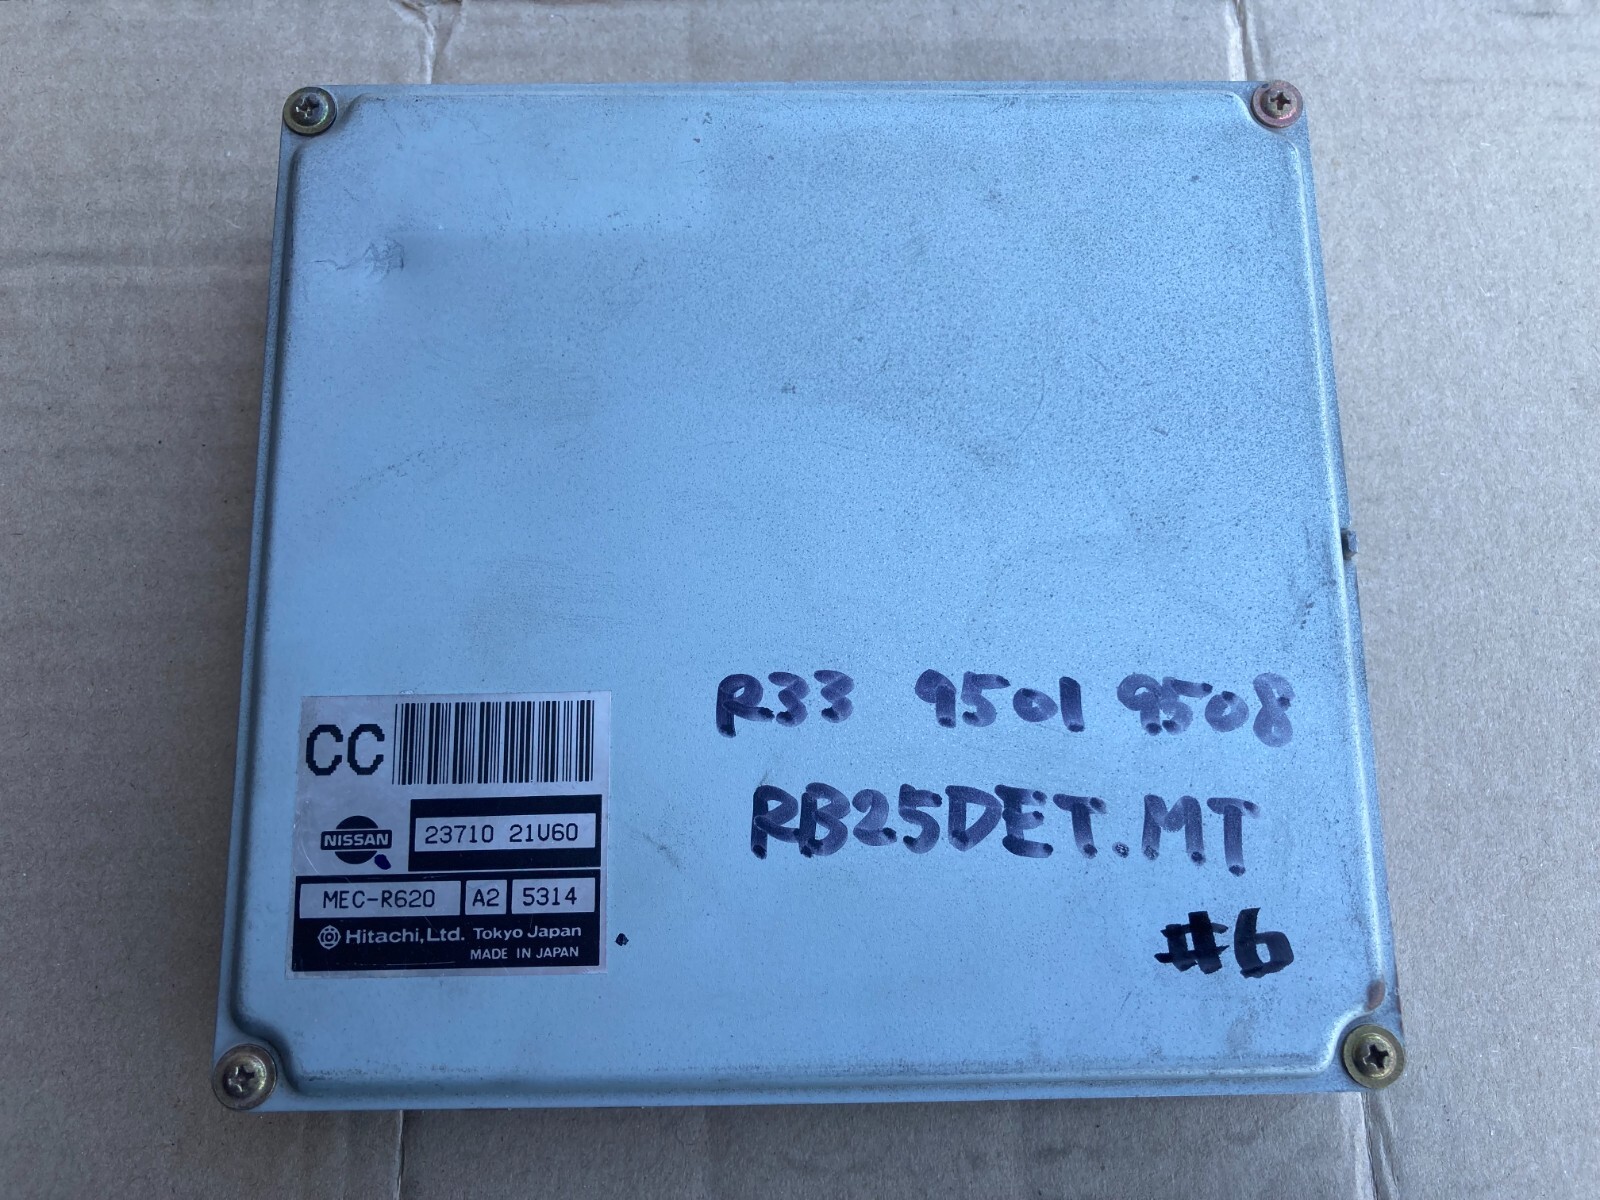 R33 9501 9508
RB25DET.MT
#6
CC
NISSAN
23710 21U60
MEC-R620 A2 5314
Hitachi, Ltd. Tokyo Japan
MADE IN JAPAN